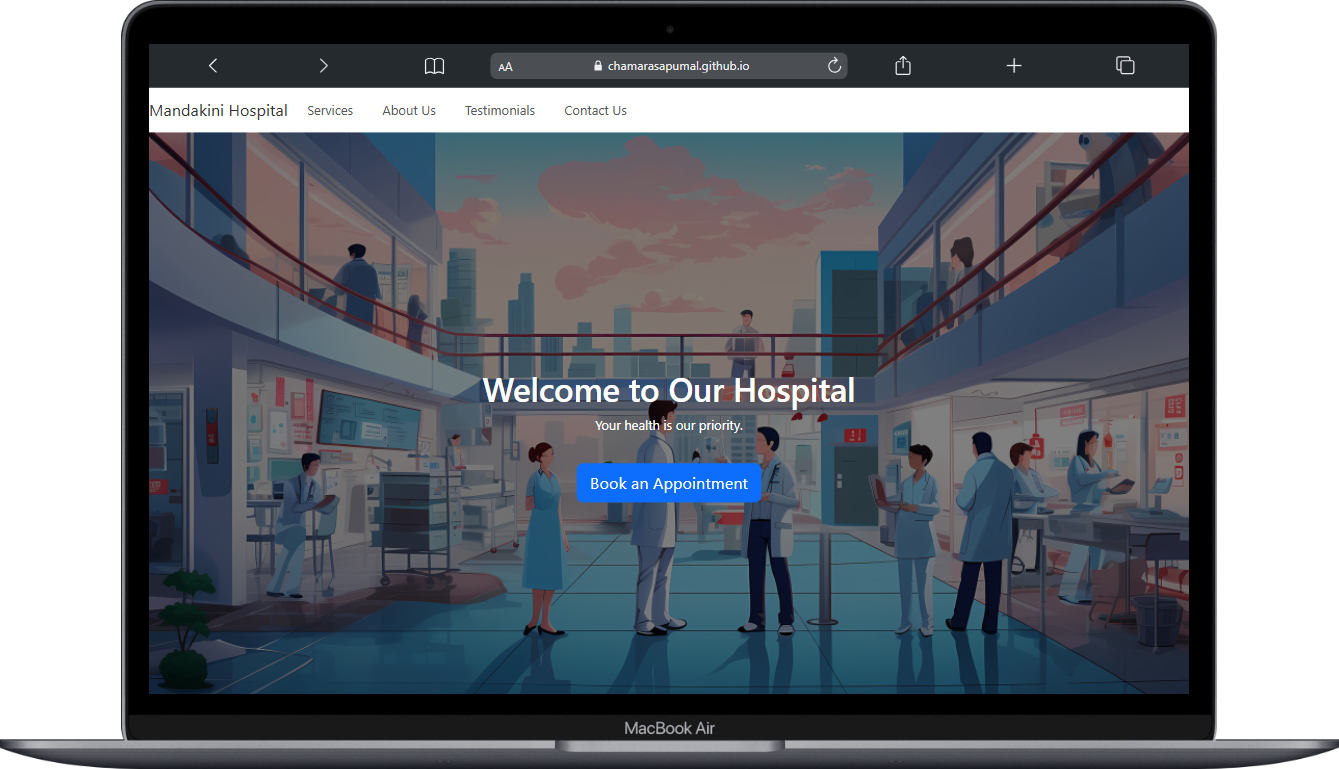 AA chamarasapumal.github.io
Mandakini Hospital Services About Us Testimonials Contact Us
Welcome to Our Hospital
Your health is our priority.
Book an Appointment
MacBook Air